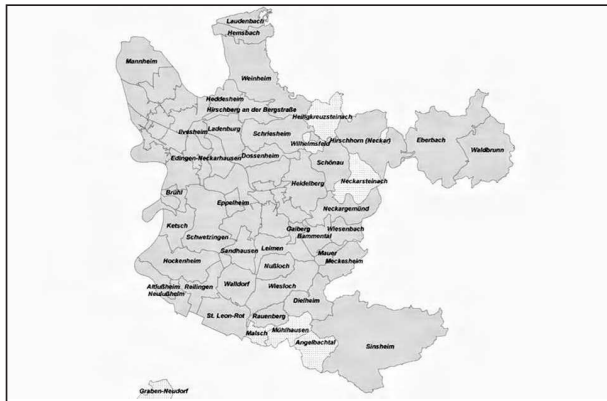 Laudenbach
Hemsbach
Mannheim
Weinheim
Heddesheim
Hirschberg an der Bergstraße
Heiligkreuzsteinach
Ilvesheim
Ladenburg
Schriesheim
Wilhelmsfeld
Hirschhorn (Neckar)
Eberbach
Waldbrunn
Edingen-Neckarhausen
Dossenheim
Schönau
Heidelberg
Neckarsteinach
Brühl
Eppelheim
Neckargemünd
Ketsch
Schwetzingen
Gaiberg
Wiesenbach
Bammental
Sandhausen
Leimen
Mauer
Meckesheim
Hockenheim
Nußloch
Altlußheim
Reilingen
Walldorf
Wiesloch
Neulußheim
Dielheim
St. Leon-Rot
Rauenberg
Malsch
Mühlhausen
Angelbachtal
Sinsheim
Graben-Neudorf